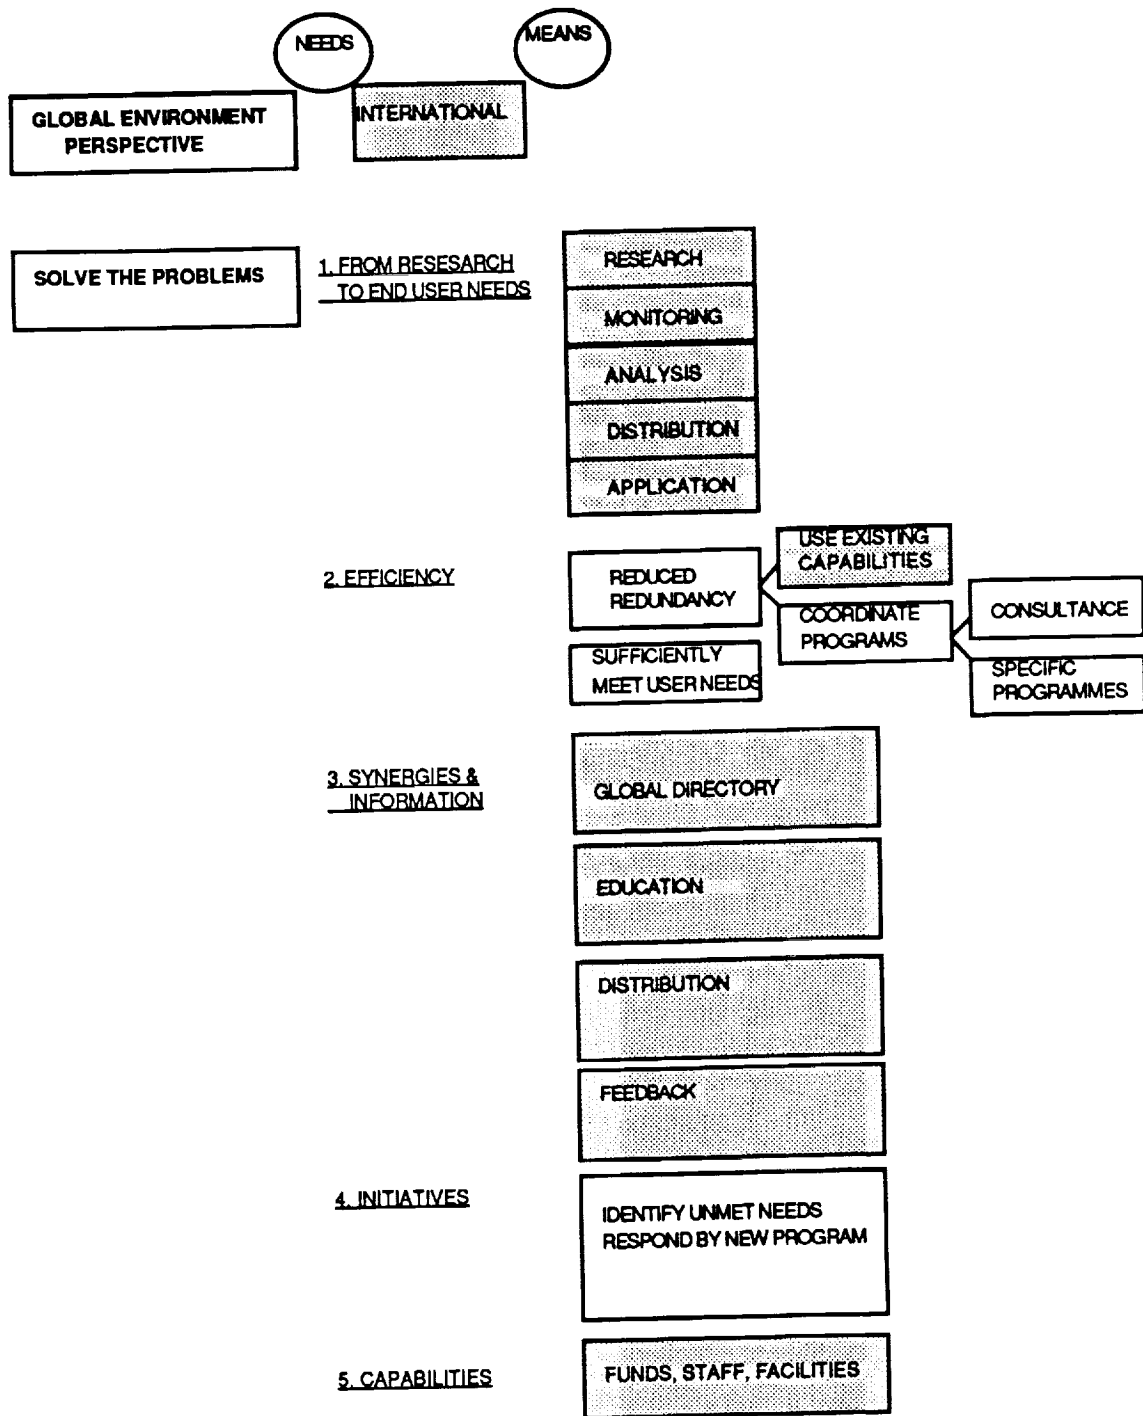 NEEDS
MEANS
GLOBAL ENVIRONMENT
PERSPECTIVE
INTERNATIONAL
SOLVE THE PROBLEMS
1. FROM RESESARCH
TO END USER NEEDS
RESEARCH
MONITORING
ANALYSIS
DISTRIBUTION
APPLICATION
2. EFFICIENCY
REDUCED
REDUNDANCY
USE EXISTING
CAPABILITIES
COORDINATE
PROGRAMS
CONSULTANCE
SPECIFIC
PROGRAMMES
SUFFICIENTLY
MEET USER NEEDS
3. SYNERGIES &
INFORMATION
GLOBAL DIRECTORY
EDUCATION
DISTRIBUTION
FEEDBACK
4. INITIATIVES
IDENTIFY UNMET NEEDS
RESPOND BY NEW PROGRAM
5. CAPABILITIES
FUNDS, STAFF, FACILITIES